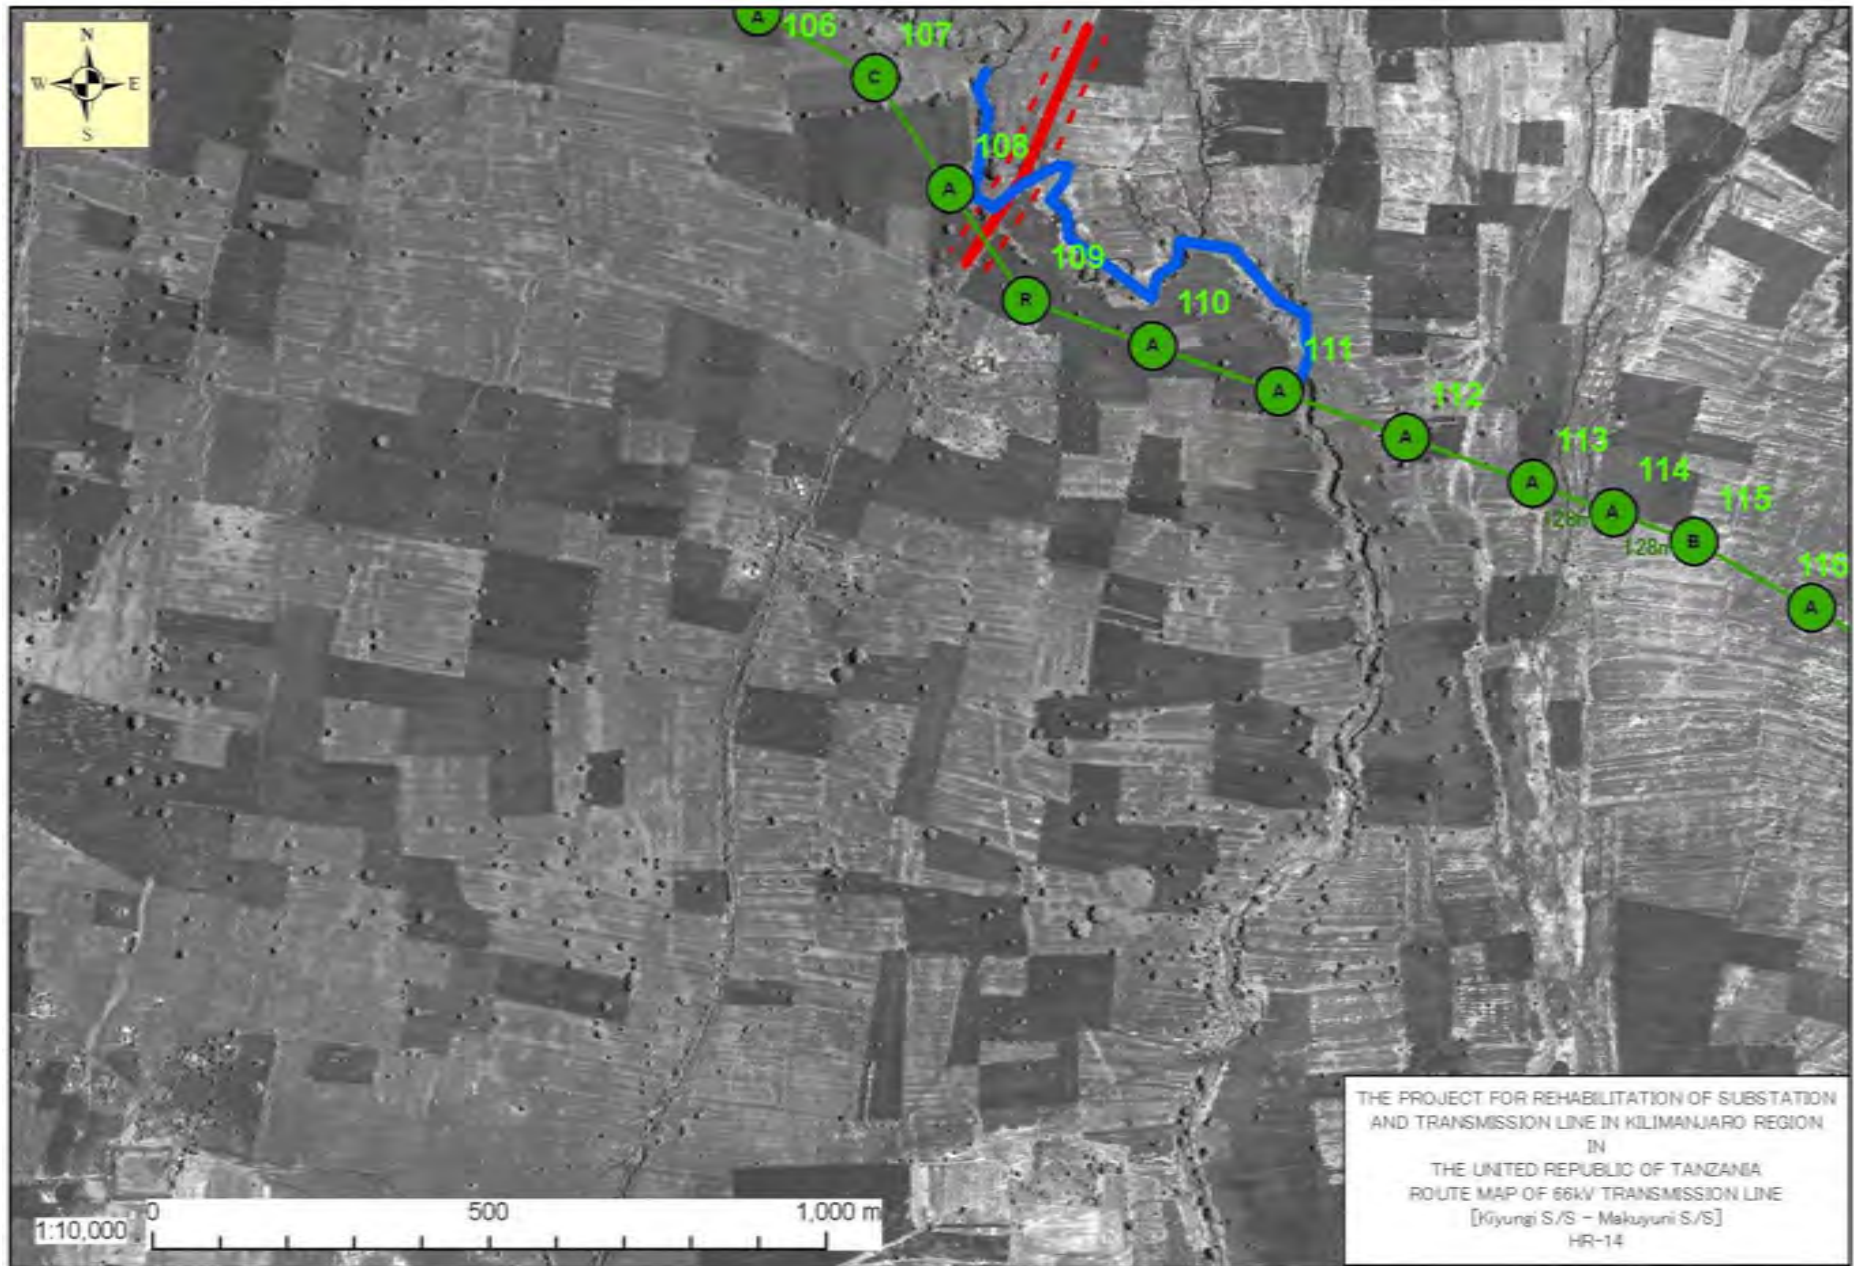 N
W E
S
A 106
107
C
108
A
109
R
110
A
111
A
112
A
113
A
114
A
128m
115
B
128m
116
A
THE PROJECT FOR REHABILITATION OF SUBSTATION
AND TRANSMISSION LINE IN KILIMANJARO REGION
IN
THE UNITED REPUBLIC OF TANZANIA
ROUTE MAP OF 66kV TRANSMISSION LINE
[Kiyungi S/S - Makuyuni S/S]
HR-14
1:10,000
0 500 1,000 m